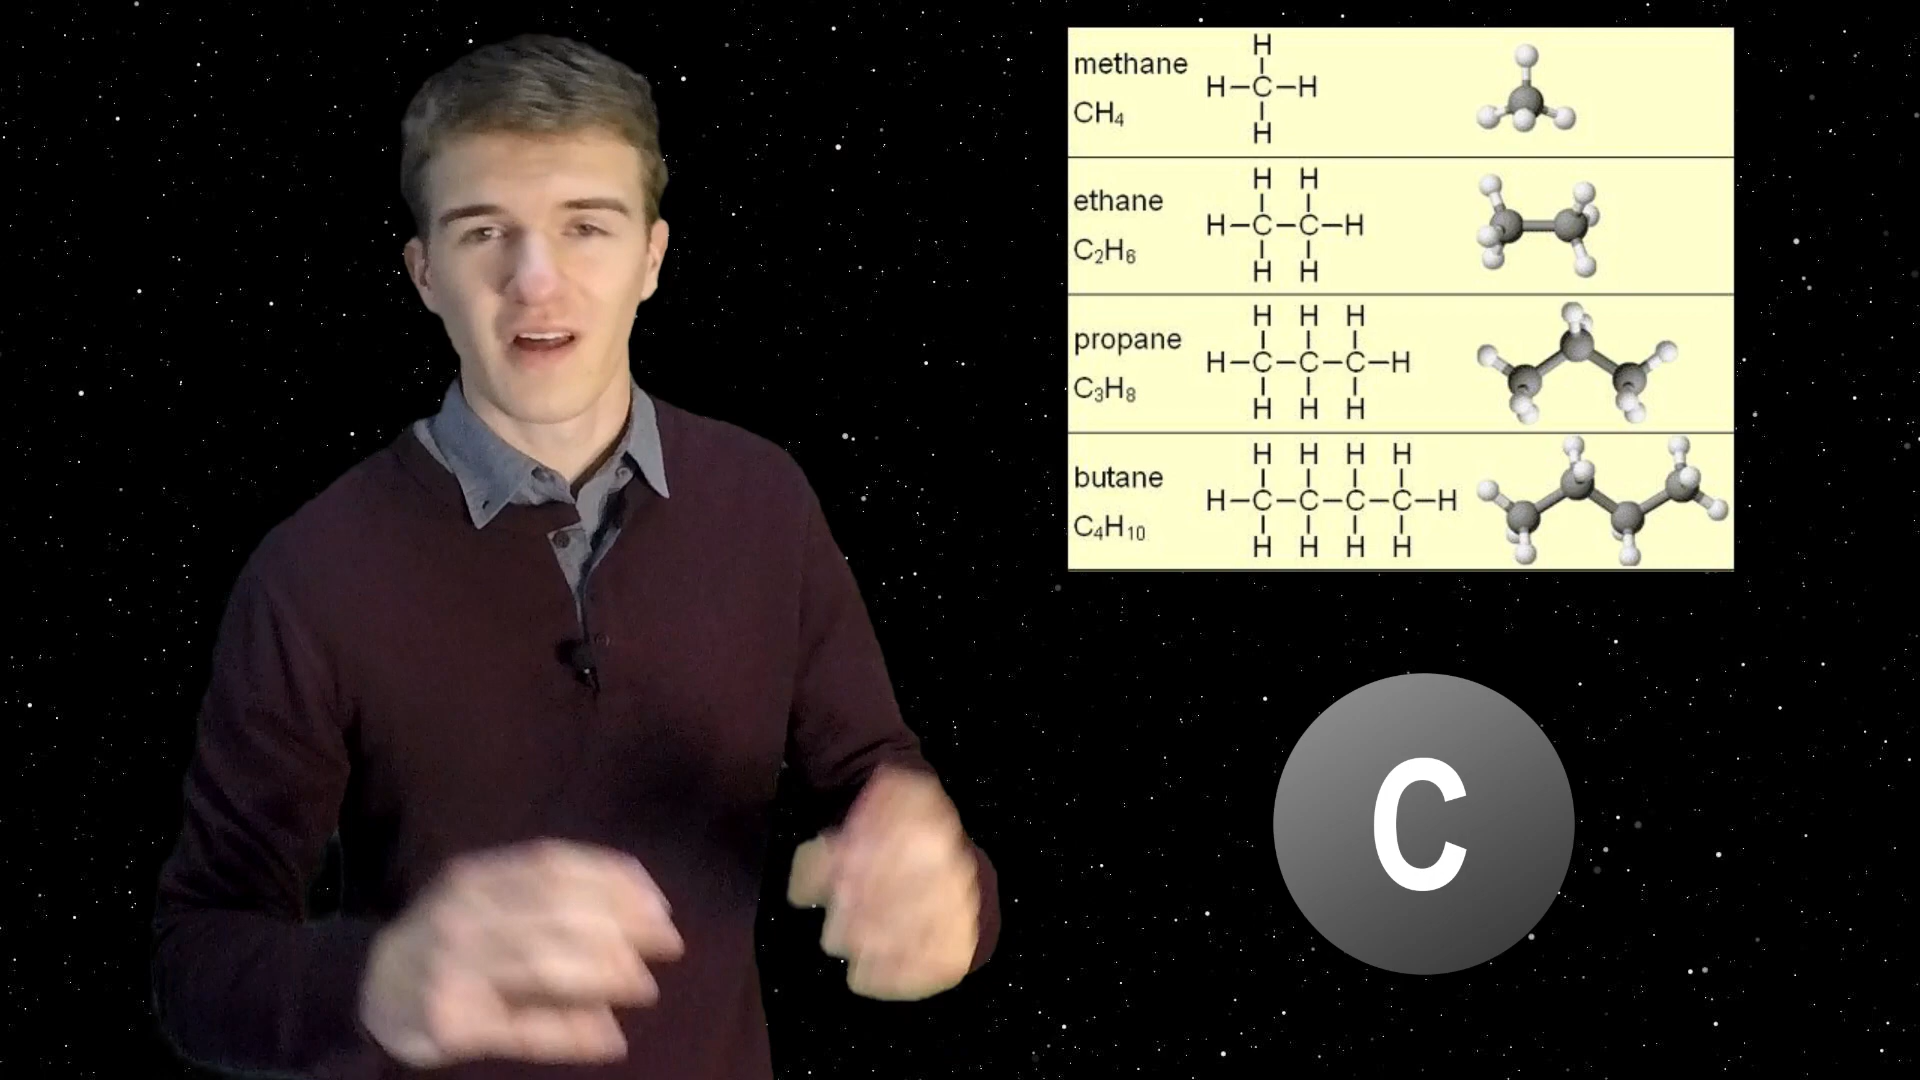 methane
CH₄
H
H–C–H
H
ethane
C₂H₆
H H
H–C–C–H
H H
propane
C₃H₈
H H H
H–C–C–C–H
H H H
butane
C₄H₁₀
H H H H
H–C–C–C–C–H
H H H H
C